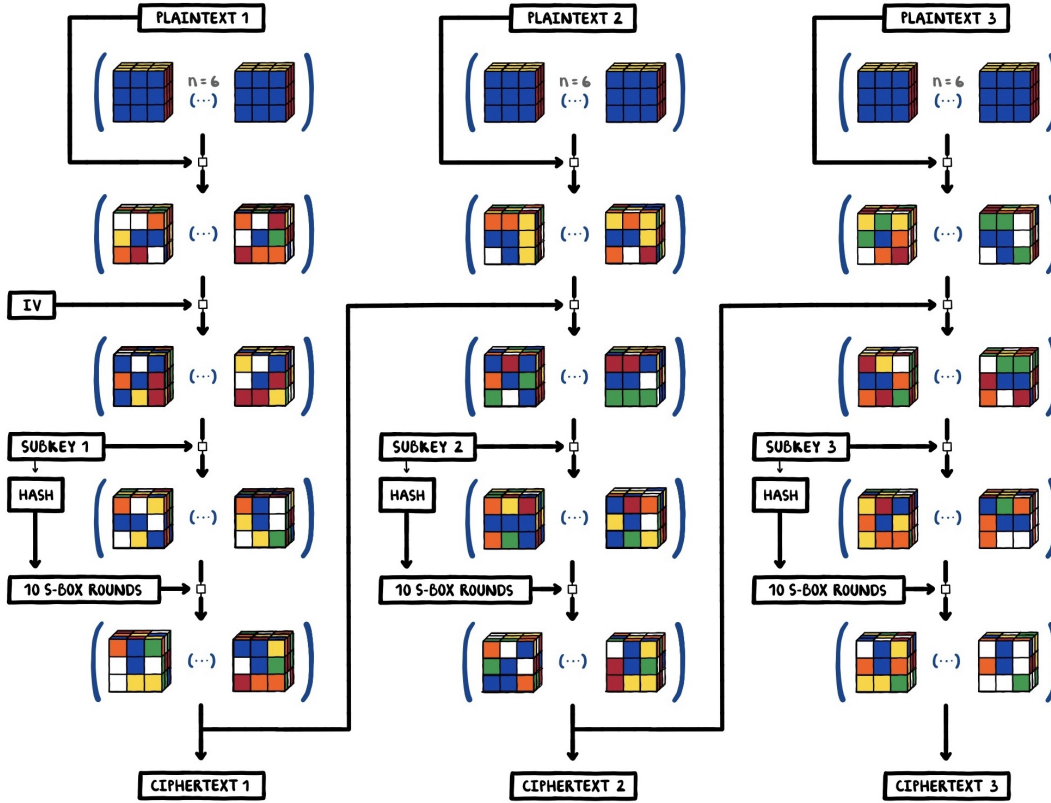 PLAINTEXT 1
PLAINTEXT 2
PLAINTEXT 3
n=6
(...)
n=6
(...)
n=6
(...)
(...)
(...)
(...)
IV
(...)
(...)
(...)
SUBKEY 1
SUBKEY 2
SUBKEY 3
HASH
(...)
HASH
(...)
HASH
(...)
10 S-BOX ROUNDS
10 S-BOX ROUNDS
10 S-BOX ROUNDS
(...)
(...)
(...)
CIPHERTEXT 1
CIPHERTEXT 2
CIPHERTEXT 3